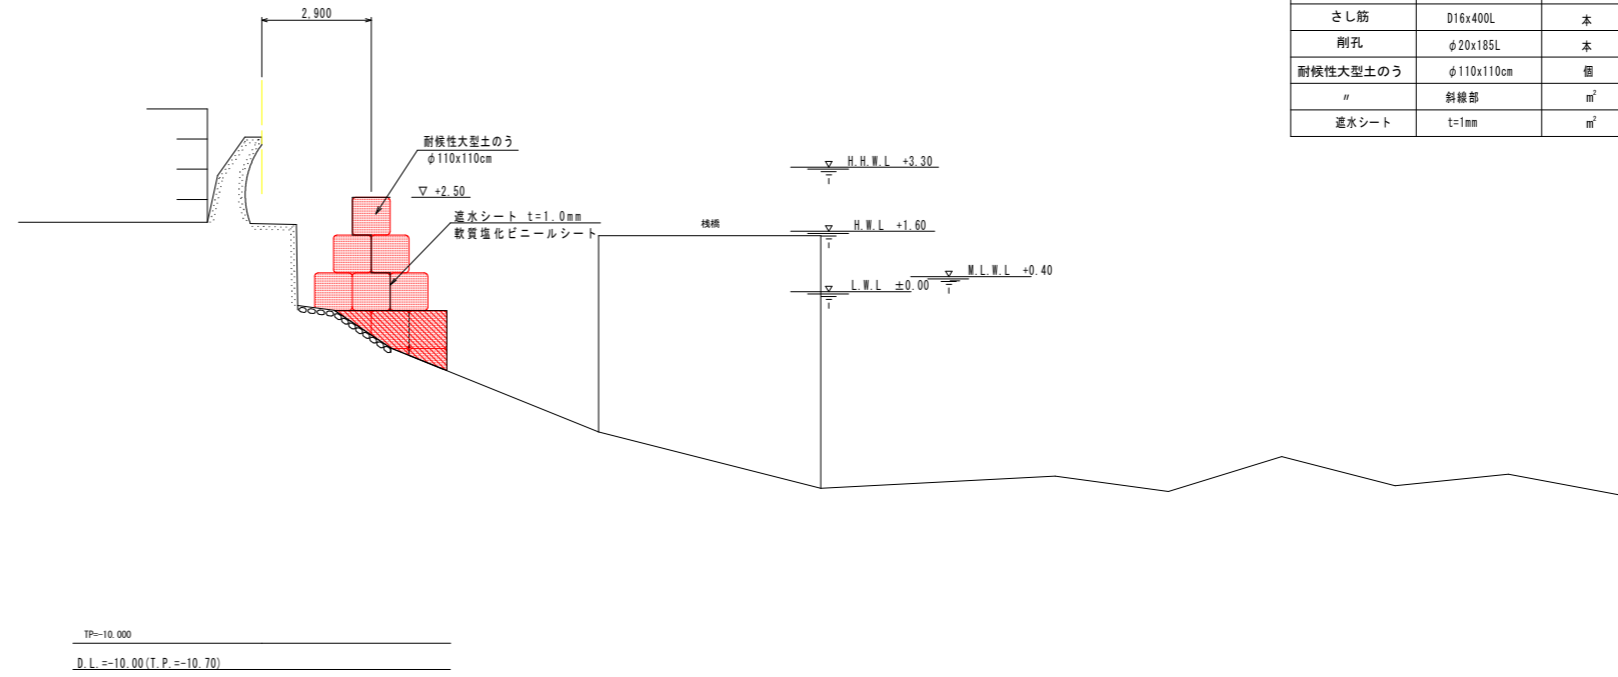 2,900
さし筋 D16x400L 本
削孔 φ20x185L 本
耐候性大型土のう φ110x110cm 個
〃 斜線部 m²
遮水シート t=1mm m²
耐候性大型土のう
φ110x110cm
▽ +2.50
遮水シート t=1.0mm
軟質塩化ビニールシート
桟橋
H.H.W.L +3.30
H.W.L +1.60
M.L.W.L +0.40
L.W.L ±0.00
TP=-10.000
D.L.=-10.00(T.P.=-10.70)